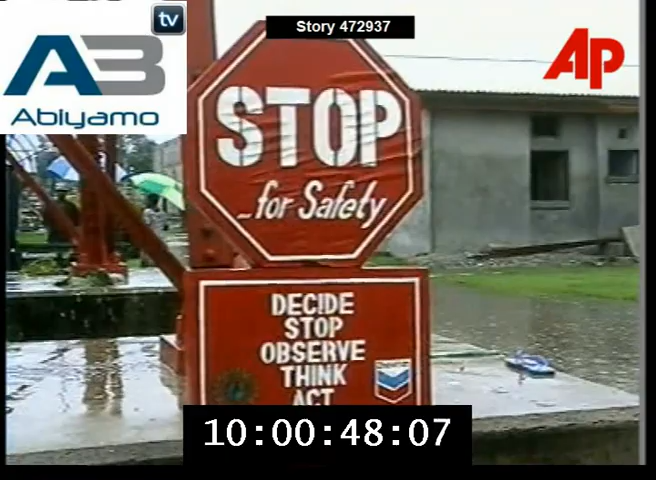 tv
AB
Abiyamo
Story 472937
AP
STOP
...for Safety
DECIDE
STOP
OBSERVE
THINK
ACT
10:00:48:07